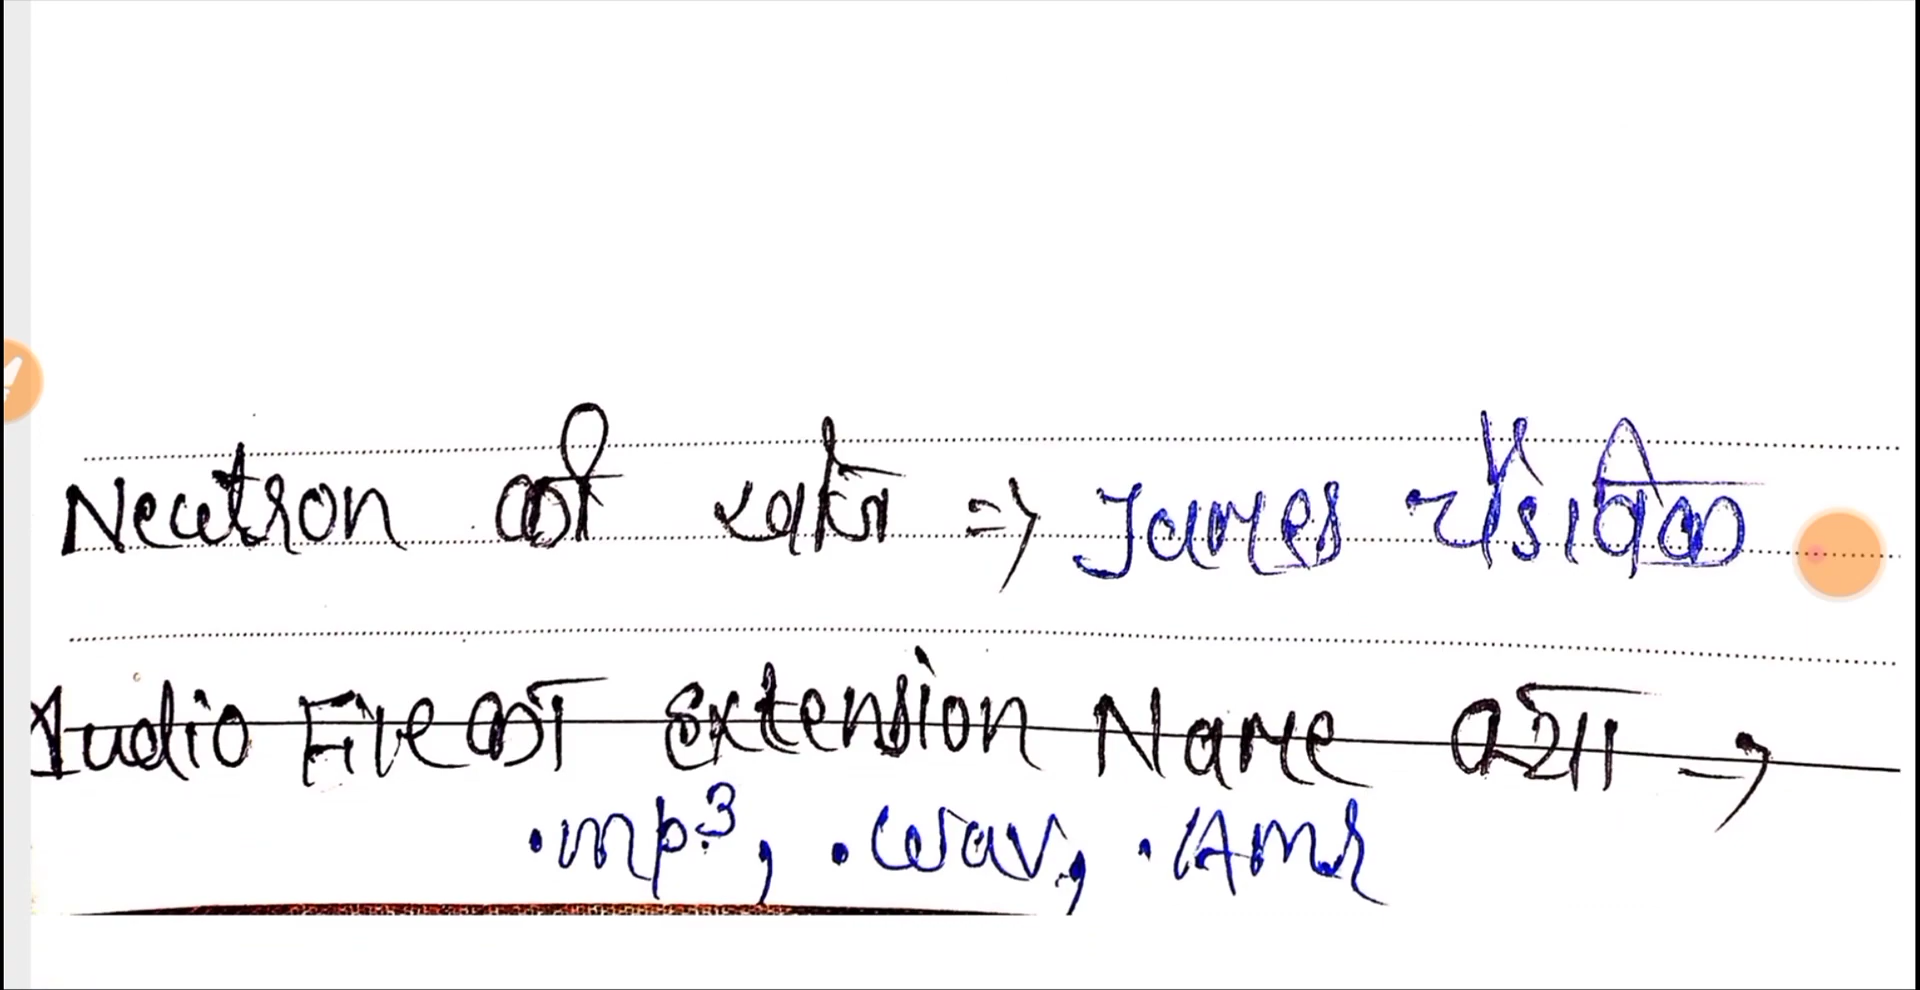 Neutron की खोज => James चैडविक
Audio File का extension Name क्या ->
.mp3, .wav, .Amr